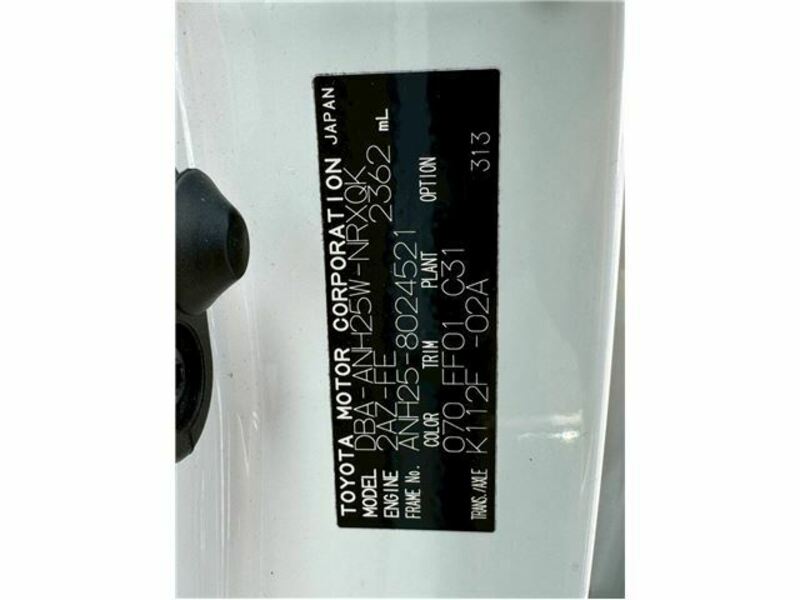 TOYOTA MOTOR CORPORATION JAPAN
MODEL DBA-ANH25W-NRXQK
ENGINE 2AZ-FE 2362 mL
FRAME No. ANH25-8024521
COLOR TRIM PLANT OPTION
070 FF01 C31
TRANS./AXLE K112F -02A 313